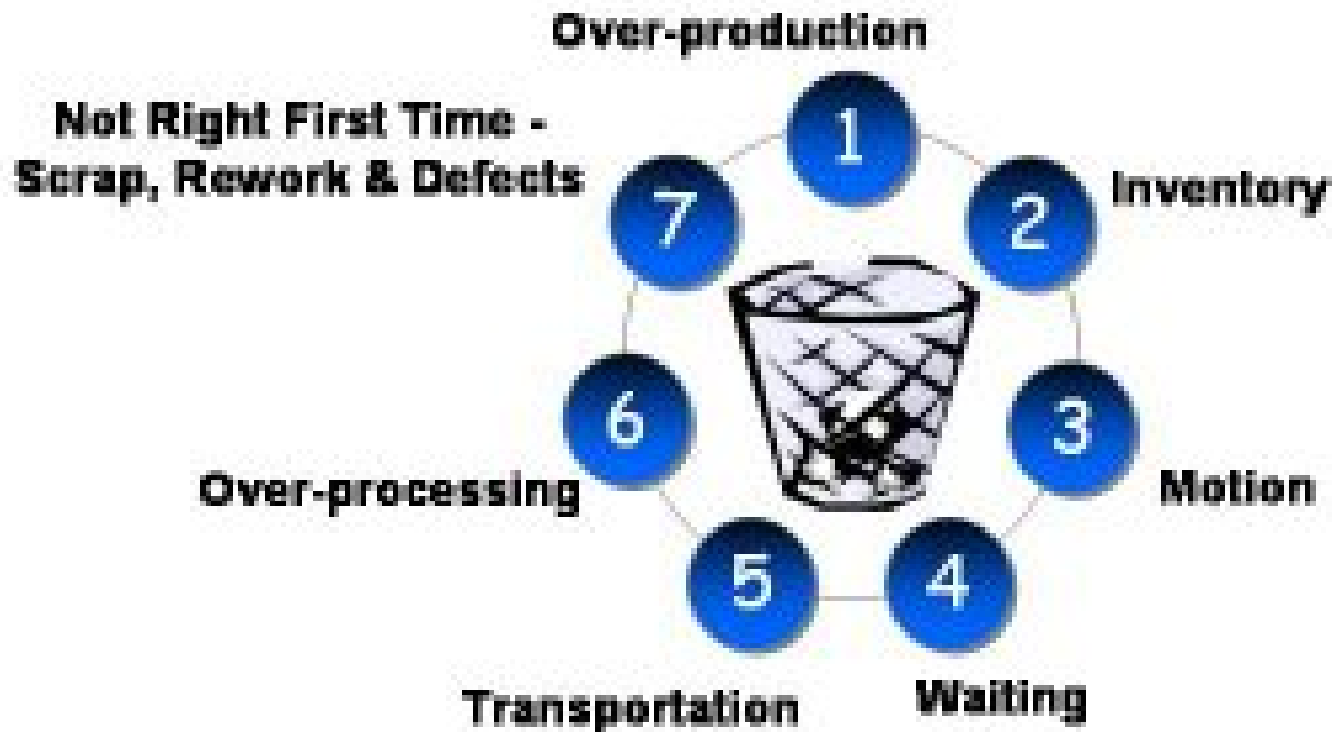 Over-production
1
2
Inventory
3
Motion
4
Waiting
5
Transportation
6
Over-processing
7
Not Right First Time -
Scrap, Rework & Defects